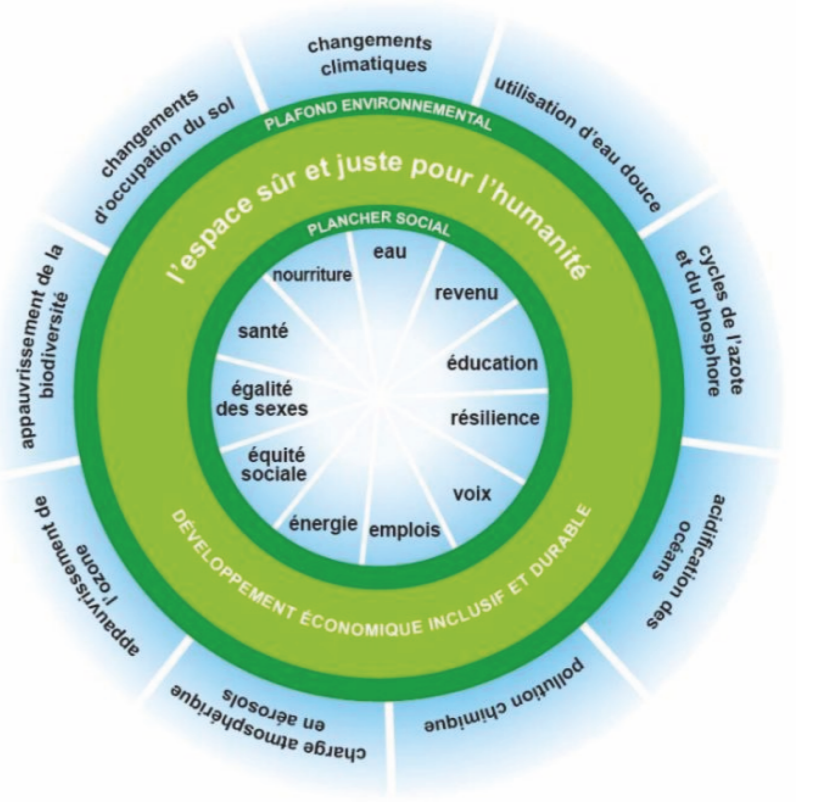 changements
climatiques
utilisation d'eau douce
cycles de l'azote
et du phosphore
acidification des
océans
pollution chimique
charge atmosphérique
en aérosols
appauvrissement de
l'ozone
appauvrissement de la
biodiversité
changements
d'occupation du sol
PLAFOND ENVIRONNEMENTAL
l'espace sûr et juste pour l'humanité
PLANCHER SOCIAL
eau
revenu
éducation
résilience
voix
emplois
énergie
équité
sociale
égalité
des sexes
santé
nourriture
DÉVELOPPEMENT ÉCONOMIQUE INCLUSIF ET DURABLE